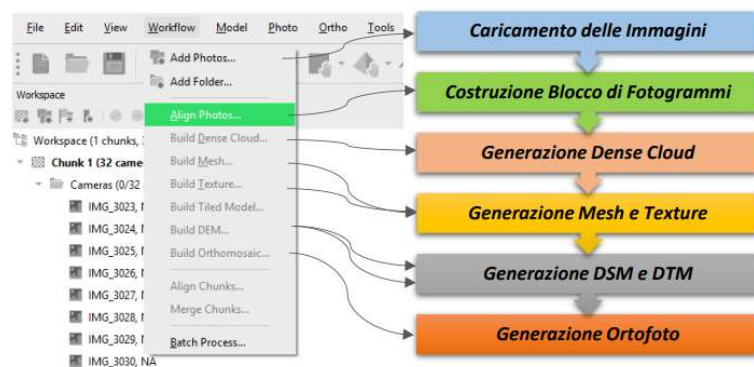 File Edit View Workflow Model Photo Ortho Tools
Add Photos...
Add Folder...
Workspace
Align Photos...
Workspace (1 chunks,
Build Dense Cloud...
Chunk 1 (32 came
Build Mesh...
Cameras (0/32
Build Texture...
IMG_3023, NA
Build Tiled Model...
IMG_3024, N
Build DEM...
IMG_3025, N
Build Orthomosaic...
IMG_3026, N
Align Chunks...
IMG_3027, N
Merge Chunks...
IMG_3028, N
IMG_3029, N
Batch Process...
IMG_3030, NA
Caricamento delle Immagini
Costruzione Blocco di Fotogrammi
Generazione Dense Cloud
Generazione Mesh e Texture
Generazione DSM e DTM
Generazione Ortofoto